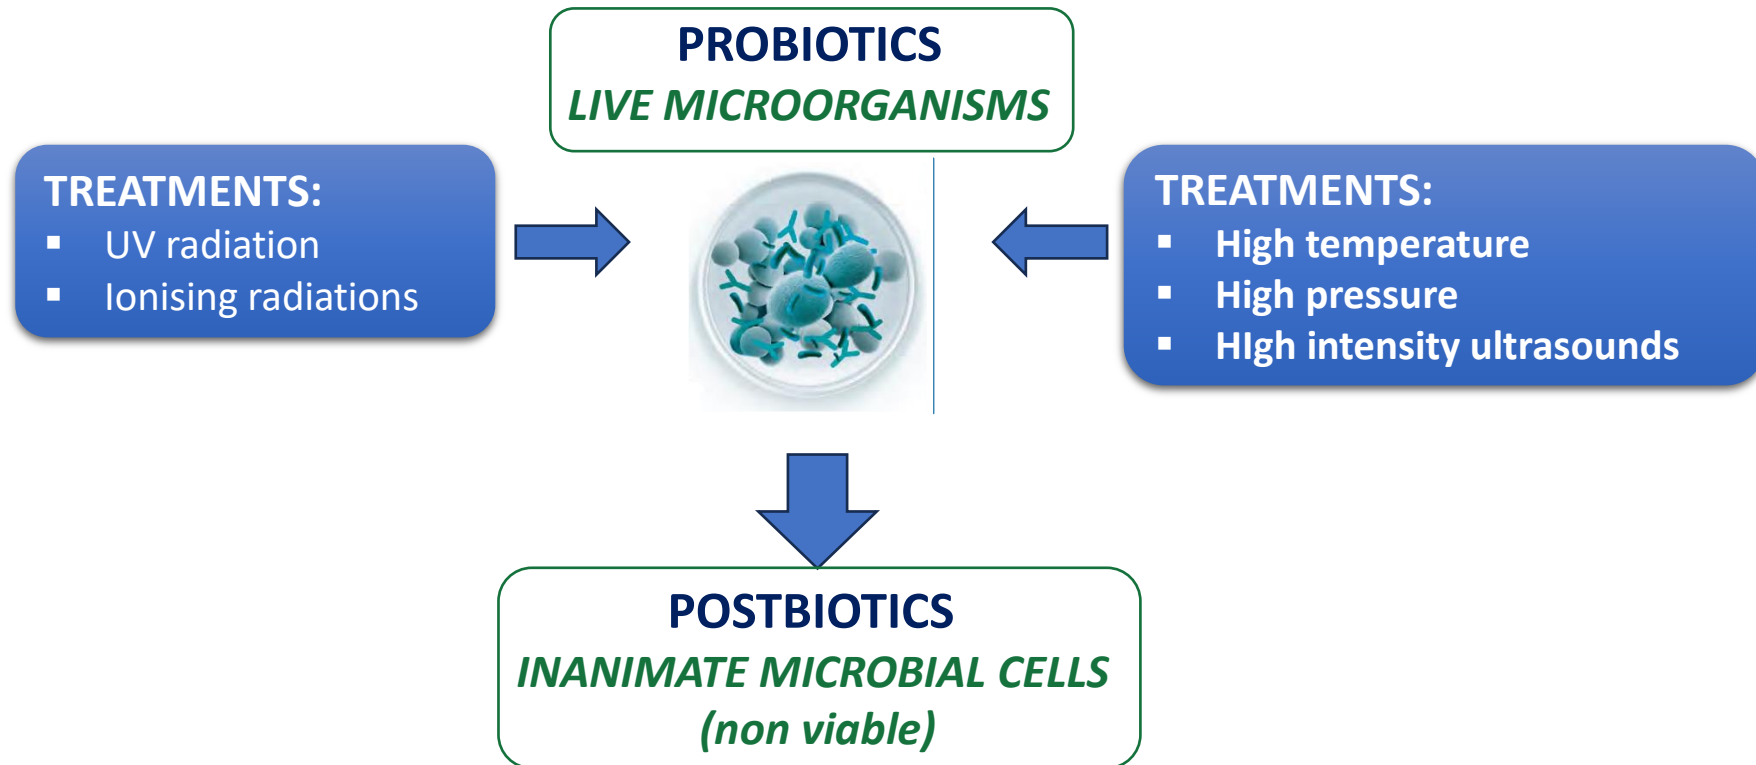 PROBIOTICS
LIVE MICROORGANISMS
TREATMENTS:
▪ UV radiation
▪ Ionising radiations
TREATMENTS:
▪ High temperature
▪ High pressure
▪ HIgh intensity ultrasounds
POSTBIOTICS
INANIMATE MICROBIAL CELLS
(non viable)